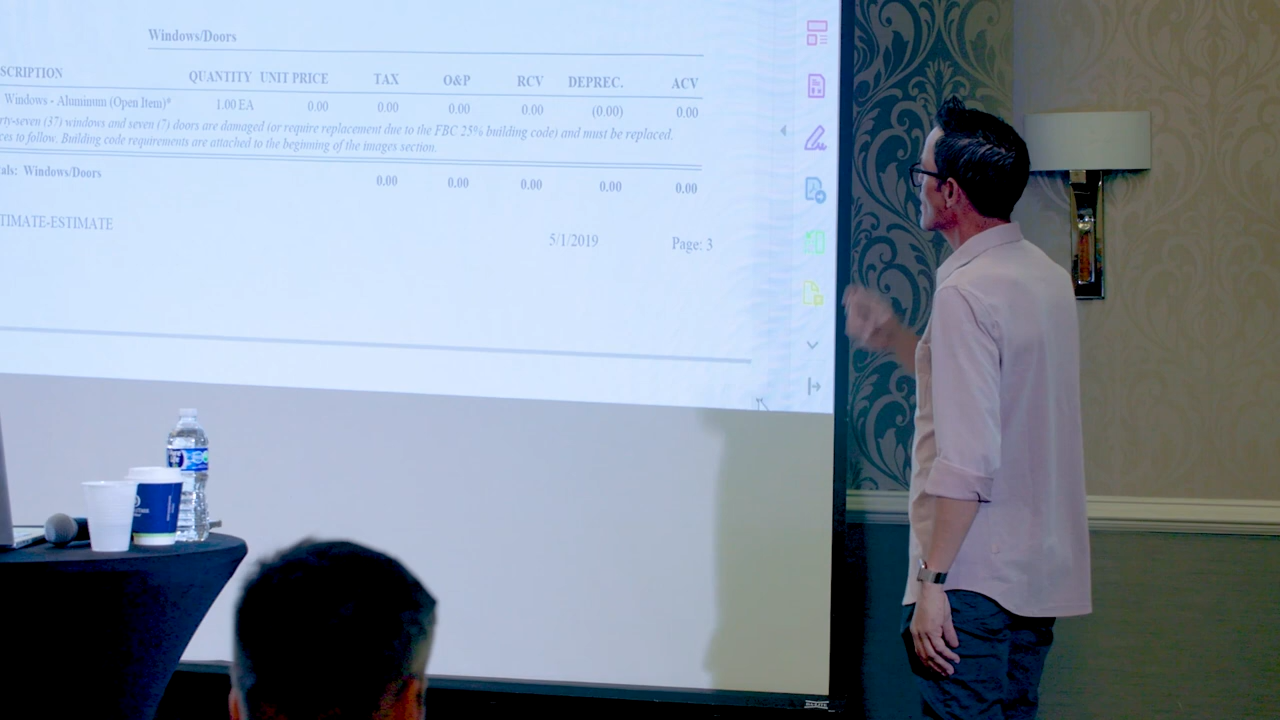 Windows/Doors
SCRIPTION QUANTITY UNIT PRICE TAX O&P RCV DEPREC. ACV
Windows - Aluminum (Open Item)* 1.00 EA 0.00 0.00 0.00 0.00 (0.00) 0.00
rty-seven (37) windows and seven (7) doors are damaged (or require replacement due to the FBC 25% building code) and must be replaced.
ces to follow. Building code requirements are attached to the beginning of the images section.
als: Windows/Doors 0.00 0.00 0.00 0.00 0.00
TIMATE-ESTIMATE
5/1/2019 Page: 3